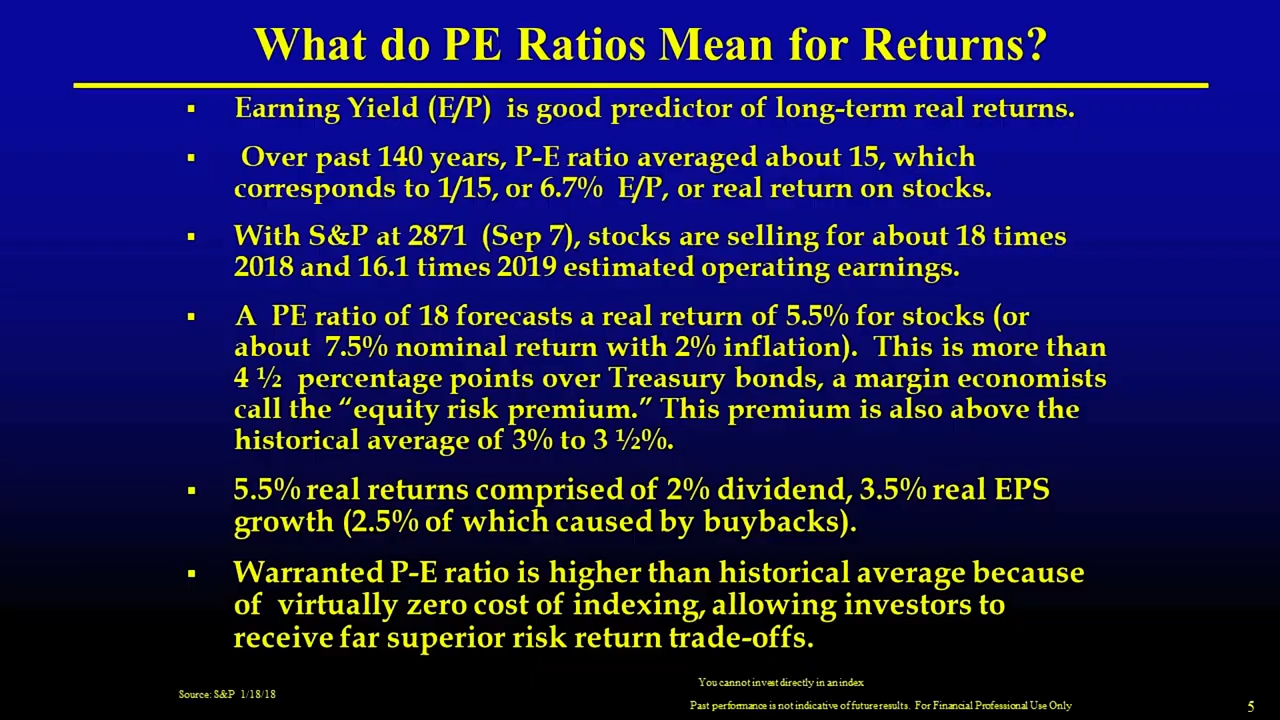 What do PE Ratios Mean for Returns?
▪ Earning Yield (E/P) is good predictor of long-term real returns.
▪ Over past 140 years, P-E ratio averaged about 15, which
corresponds to 1/15, or 6.7% E/P, or real return on stocks.
▪ With S&P at 2871 (Sep 7), stocks are selling for about 18 times
2018 and 16.1 times 2019 estimated operating earnings.
▪ A PE ratio of 18 forecasts a real return of 5.5% for stocks (or
about 7.5% nominal return with 2% inflation). This is more than
4 ½ percentage points over Treasury bonds, a margin economists
call the “equity risk premium.” This premium is also above the
historical average of 3% to 3 ½%.
▪ 5.5% real returns comprised of 2% dividend, 3.5% real EPS
growth (2.5% of which caused by buybacks).
▪ Warranted P-E ratio is higher than historical average because
of virtually zero cost of indexing, allowing investors to
receive far superior risk return trade-offs.
You cannot invest directly in an index
Source: S&P 1/18/18
Past performance is not indicative of future results. For Financial Professional Use Only
5